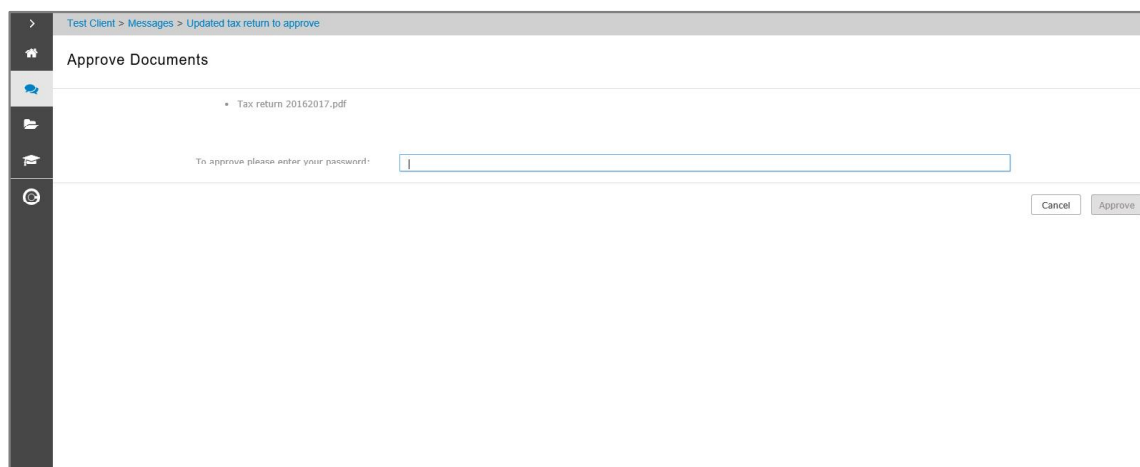 Test Client > Messages > Updated tax return to approve
Approve Documents
• Tax return 20162017.pdf
To approve please enter your password:
Cancel Approve